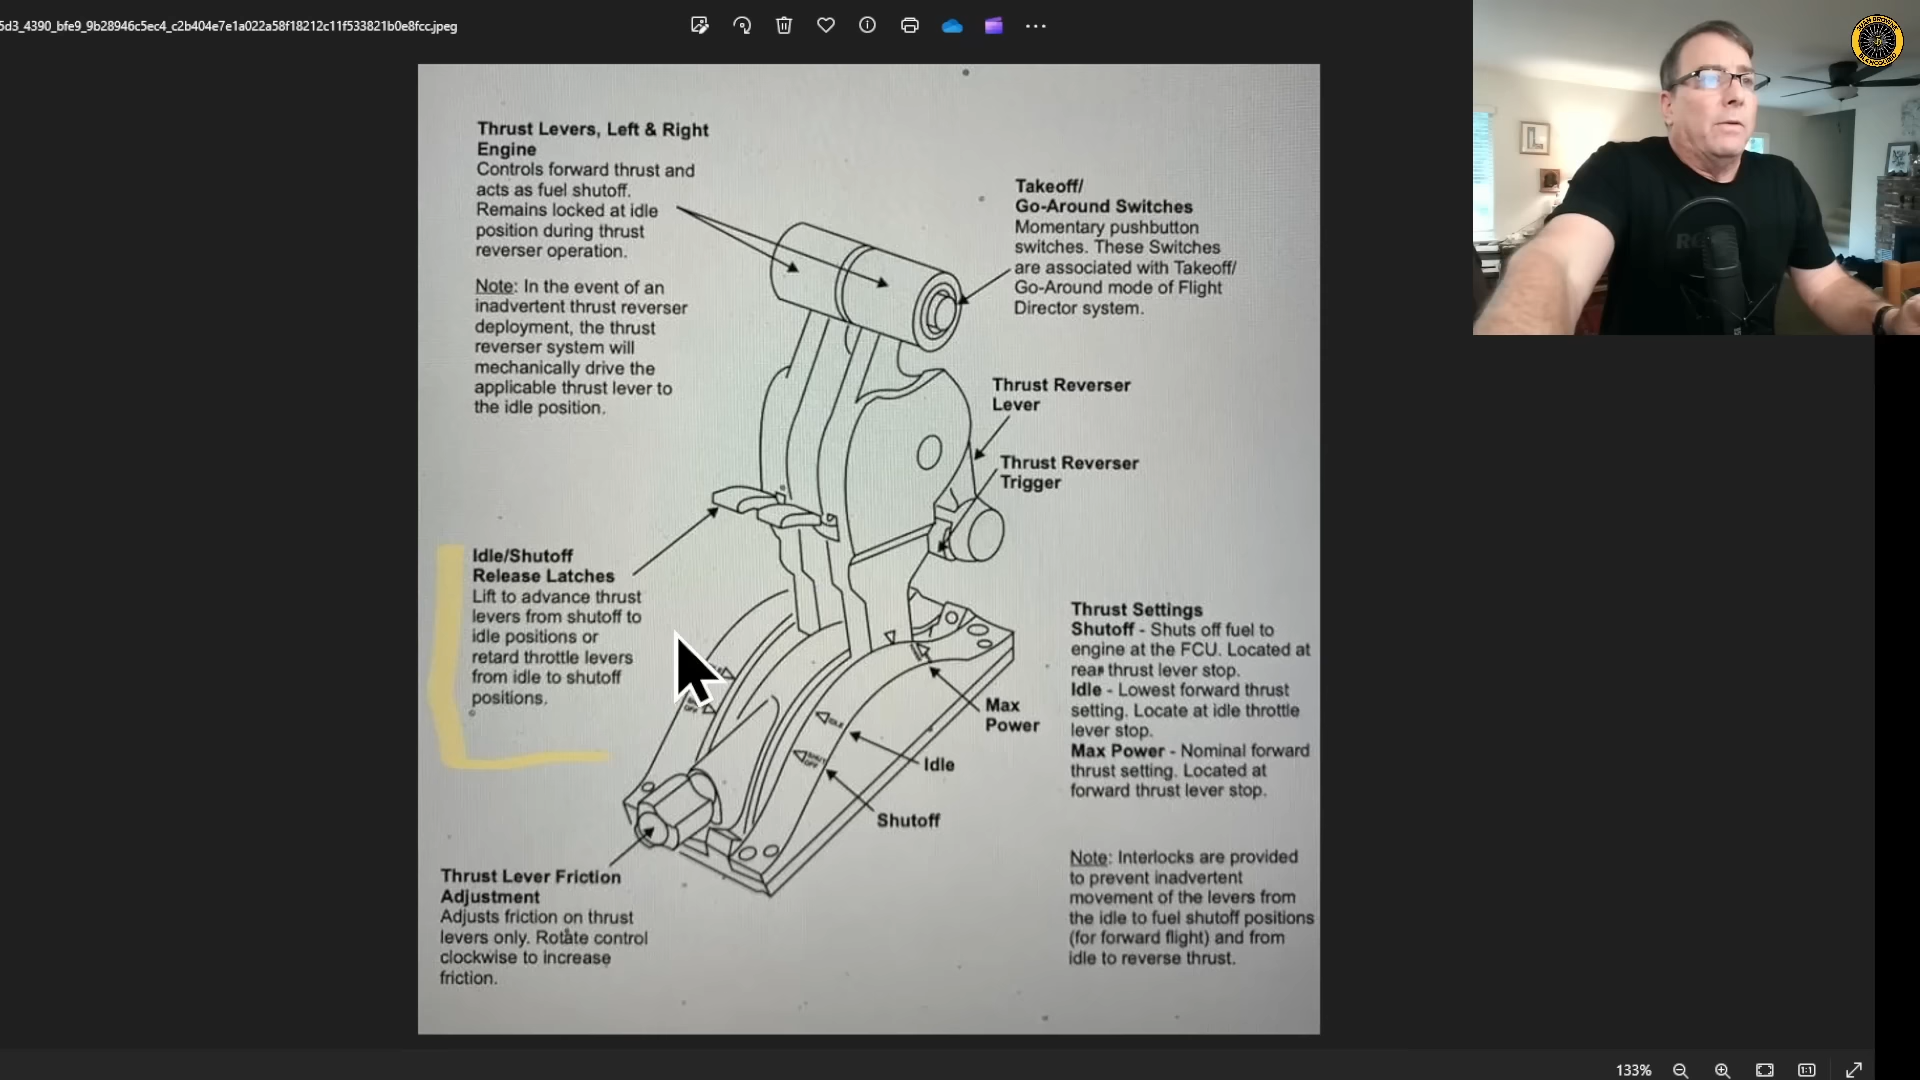 5d3_4390_bfe9_9b28946c5ec4_c2b404e7e1a022a58f18212c11f533821b0e8fcc.jpeg
Thrust Levers, Left & Right
Engine
Controls forward thrust and
acts as fuel shutoff.
Remains locked at idle
position during thrust
reverser operation.
Note: In the event of an
inadvertent thrust reverser
deployment, the thrust
reverser system will
mechanically drive the
applicable thrust lever to
the idle position.
Takeoff/
Go-Around Switches
Momentary pushbutton
switches. These Switches
are associated with Takeoff/
Go-Around mode of Flight
Director system.
Thrust Reverser
Lever
Thrust Reverser
Trigger
Idle/Shutoff
Release Latches
Lift to advance thrust
levers from shutoff to
idle positions or
retard throttle levers
from idle to shutoff
positions.
Thrust Settings
Shutoff - Shuts off fuel to
engine at the FCU. Located at
rear thrust lever stop.
Idle - Lowest forward thrust
setting. Locate at idle throttle
lever stop.
Max Power - Nominal forward
thrust setting. Located at
forward thrust lever stop.
Max
Power
IDLE
Idle
SHUT
OFF
Shutoff
Note: Interlocks are provided
to prevent inadvertent
movement of the levers from
the idle to fuel shutoff positions
(for forward flight) and from
idle to reverse thrust.
Thrust Lever Friction
Adjustment
Adjusts friction on thrust
levers only. Rotate control
clockwise to increase
friction.
133%
1:1